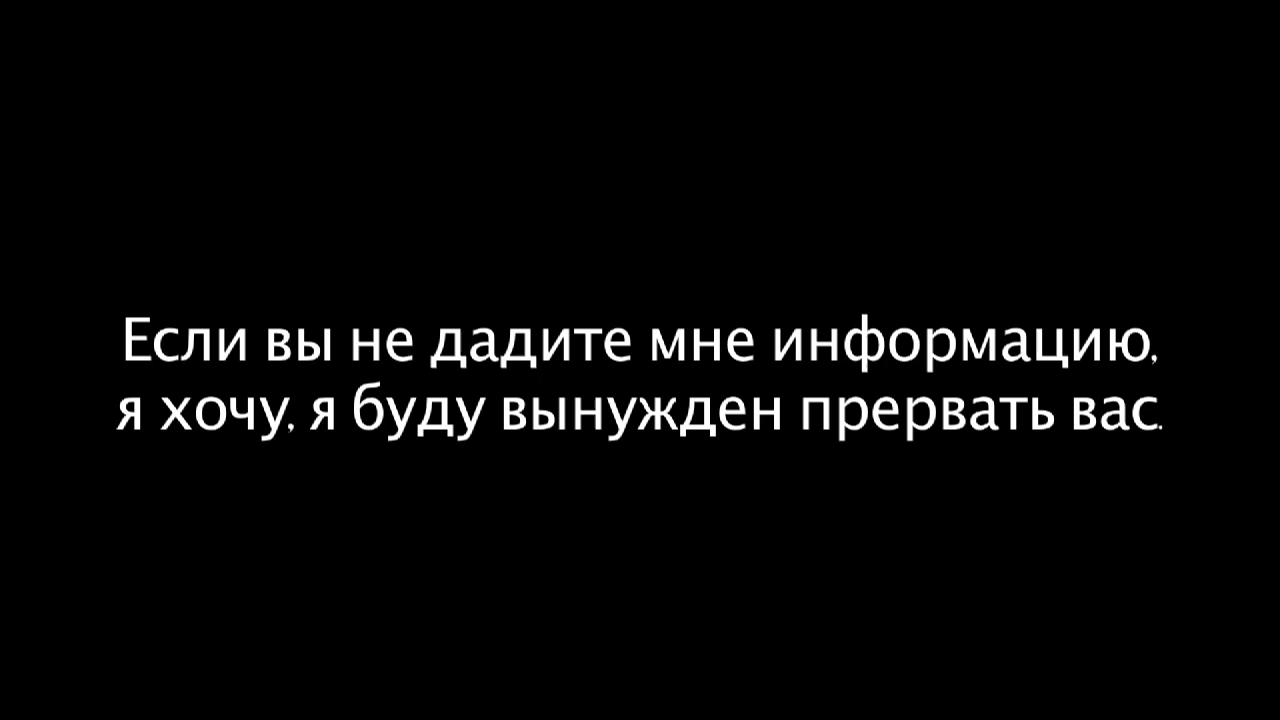 Если вы не дадите мне информацию,
я хочу, я буду вынужден прервать вас.